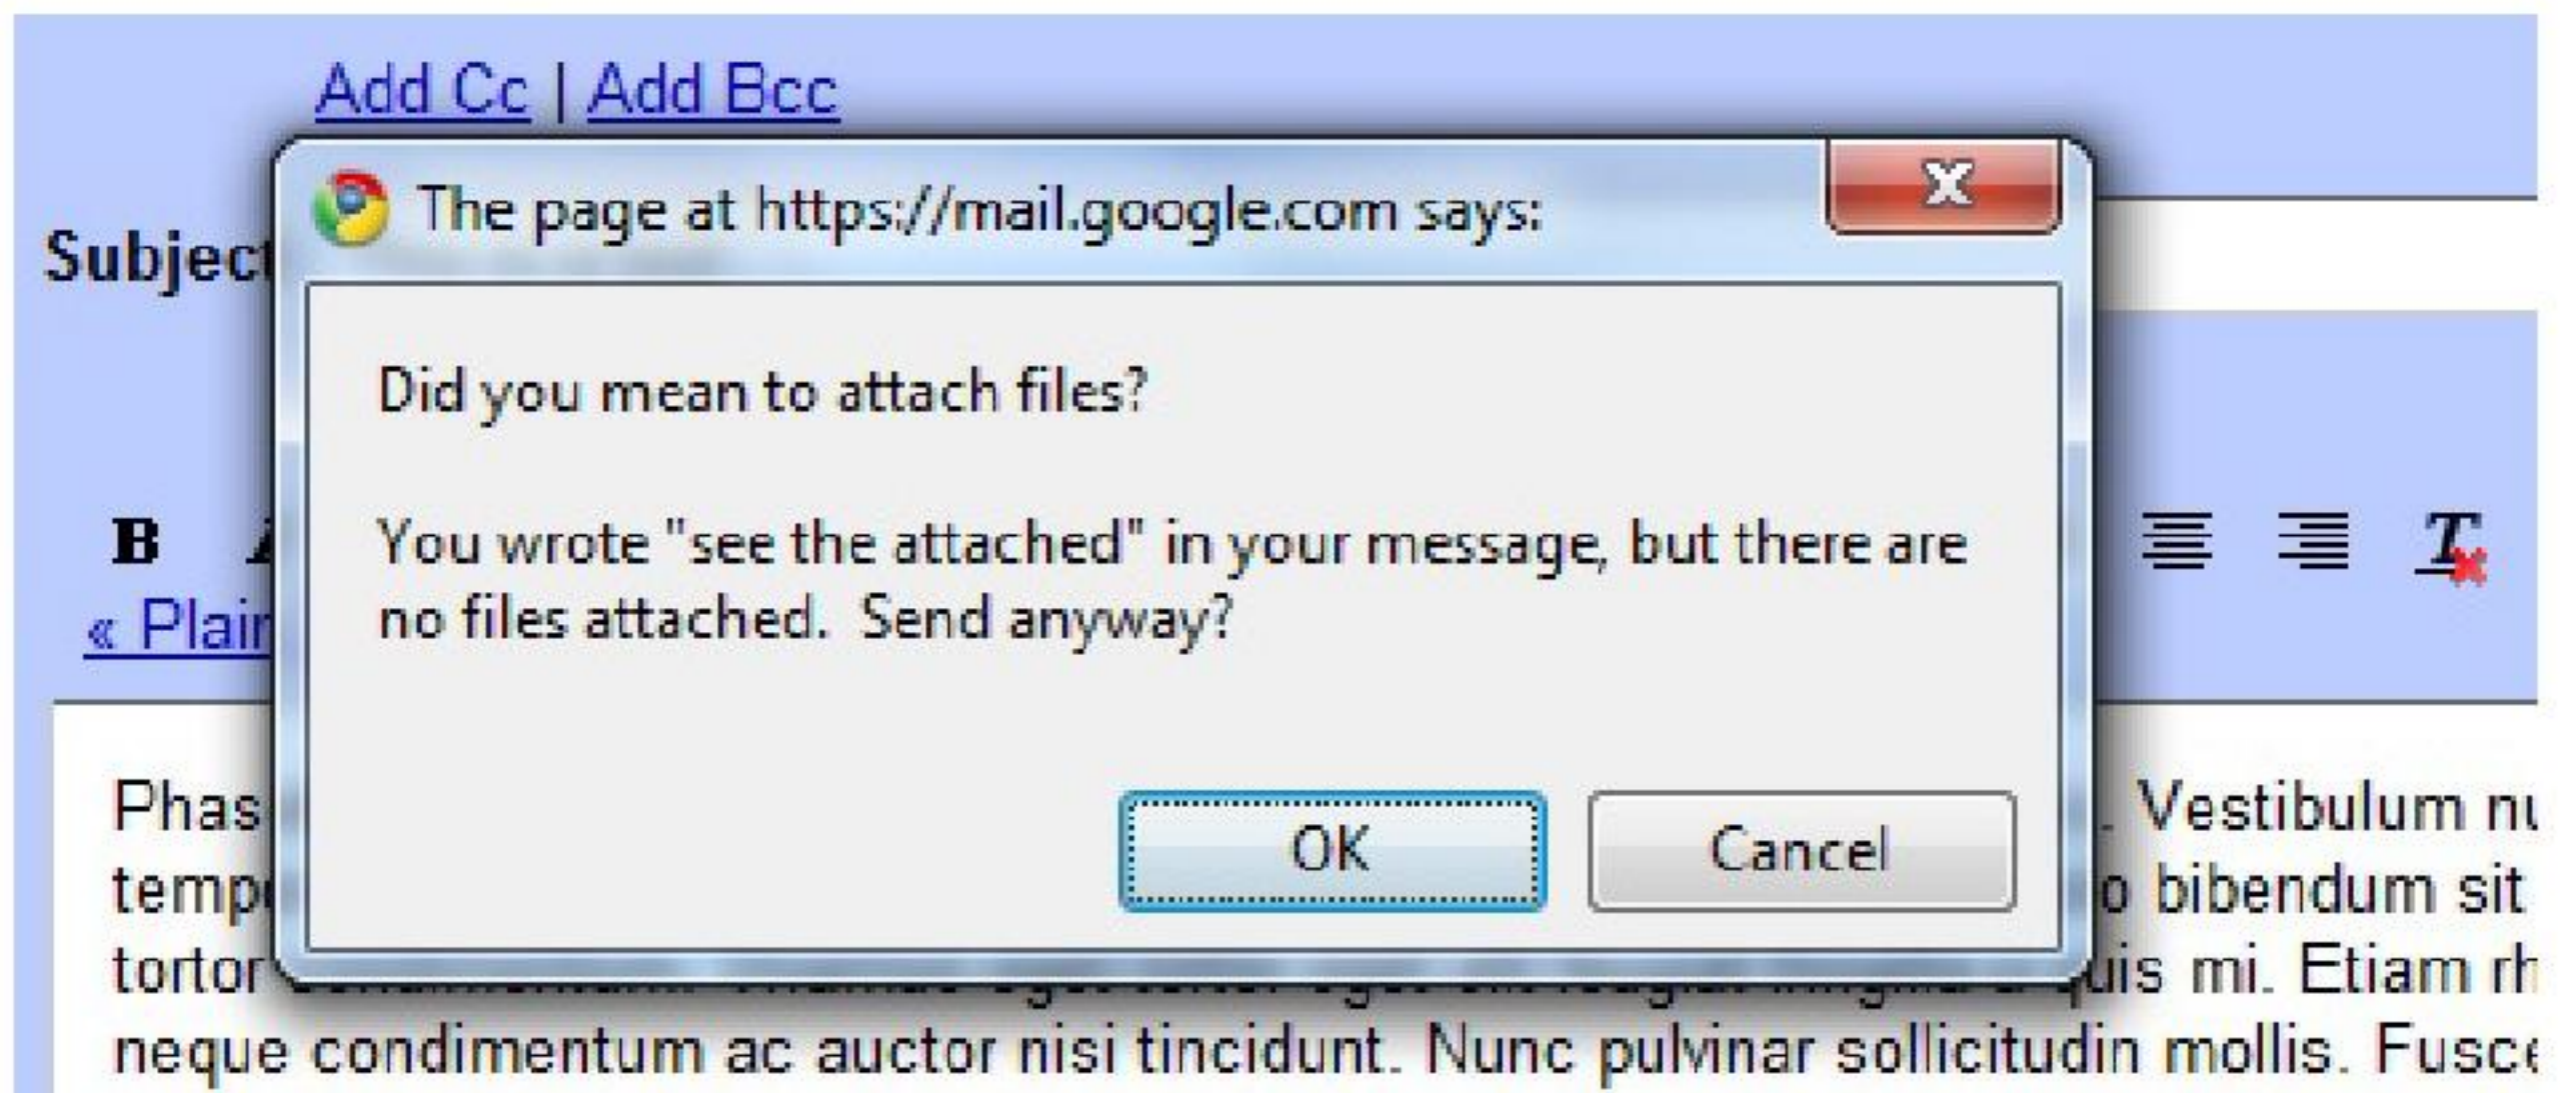 Add Cc | Add Bcc
The page at https://mail.google.com says:
X
Subject
Did you mean to attach files?
You wrote "see the attached" in your message, but there are
no files attached.  Send anyway?
B
« Plain
OK Cancel
Phas . Vestibulum nu
temp o bibendum sit
tortor uis mi. Etiam rh
neque condimentum ac auctor nisi tincidunt. Nunc pulvinar sollicitudin mollis. Fusce